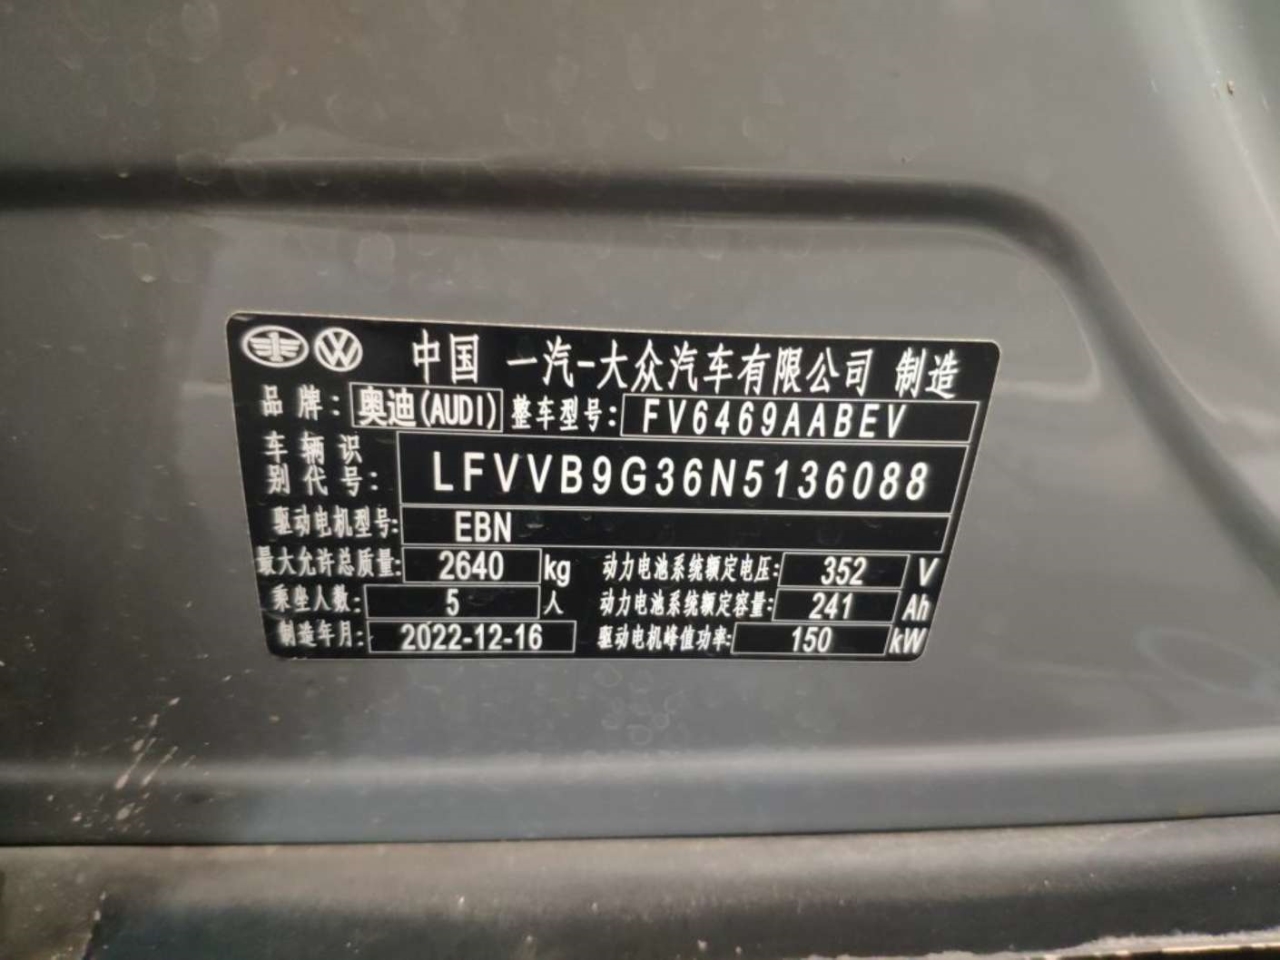 中国 一汽-大众汽车有限公司 制造
品牌: 奥迪(AUDI) 整车型号: FV6469AABEV
车辆识别代号: LFVVB9G36N5136088
驱动电机型号: EBN
最大允许总质量: 2640 kg 动力电池系统额定电压: 352 V
乘坐人数: 5 人 动力电池系统额定容量: 241 Ah
制造年月: 2022-12-16 驱动电机峰值功率: 150 kW